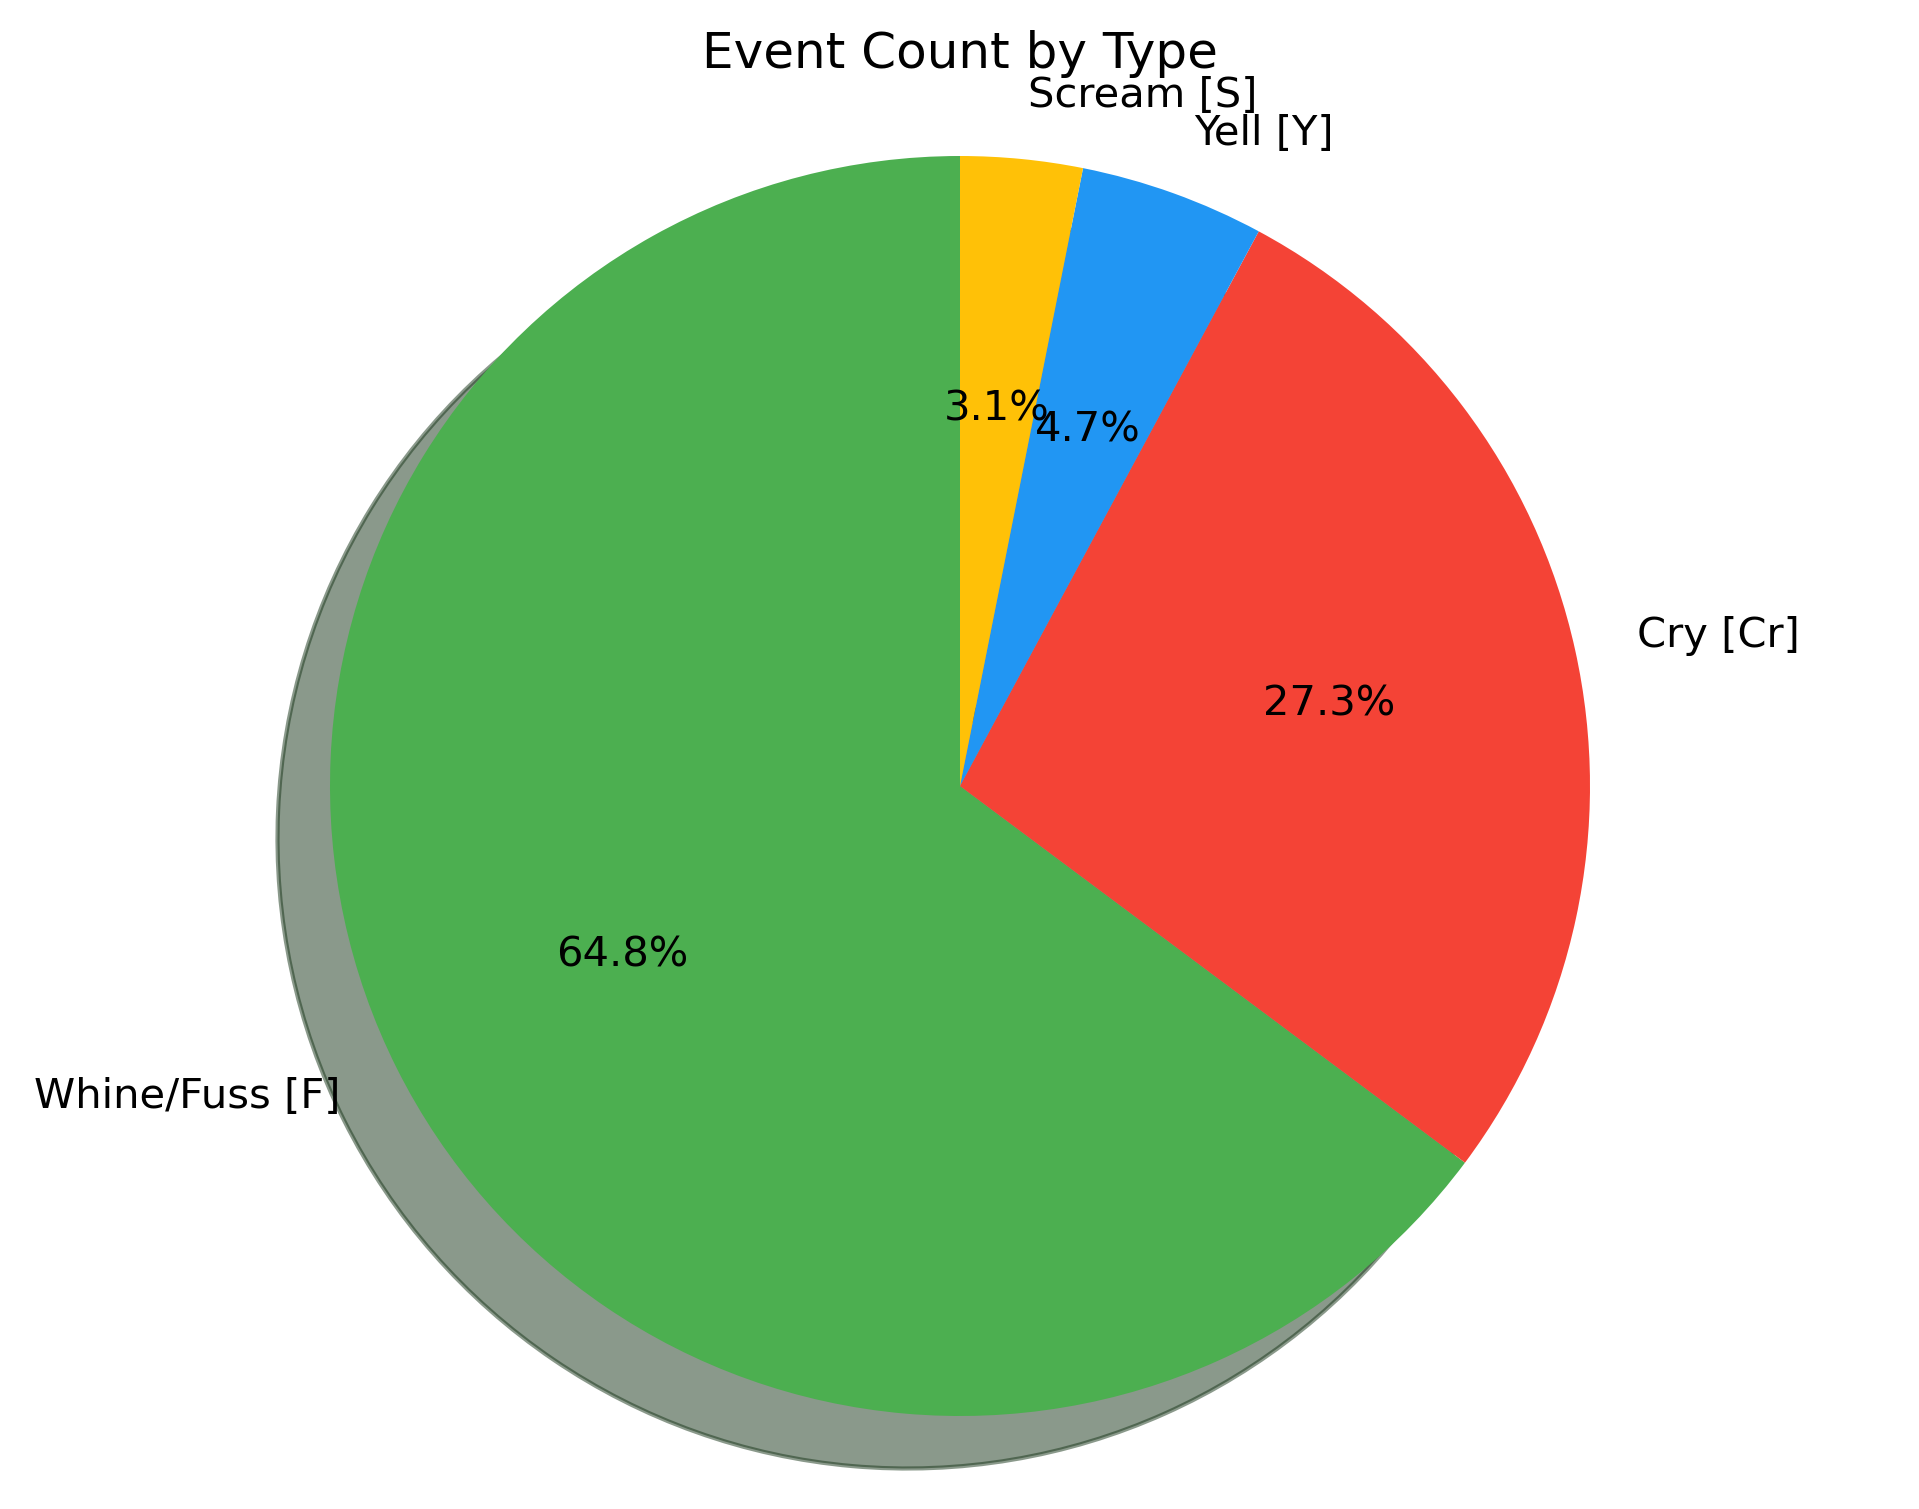 Event Count by Type
Scream [S]
Yell [Y]
3.1%
4.7%
Cry [Cr]
27.3%
64.8%
Whine/Fuss [F]